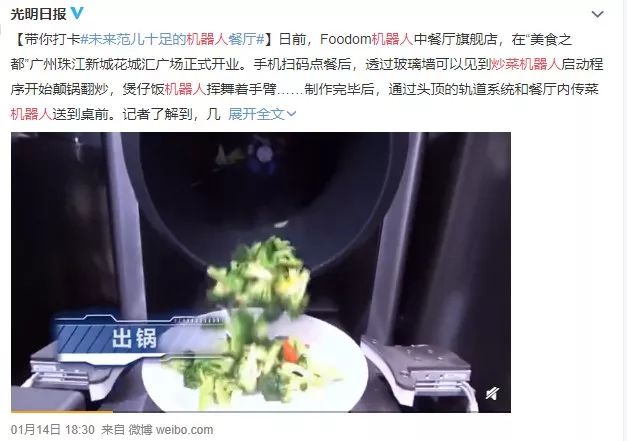 光明日报
【带你打卡#未来范儿十足的机器人餐厅#】日前，Foodom机器人中餐厅旗舰店，在“美食之
都”广州珠江新城花城汇广场正式开业。手机扫码点餐后，透过玻璃墙可以见到炒菜机器人启动程
序开始颠锅翻炒，煲仔饭机器人挥舞着手臂……制作完毕后，通过头顶的轨道系统和餐厅内传菜
机器人送到桌前。记者了解到，几 展开全文
出锅
01月14日 18:30 来自 微博 weibo.com